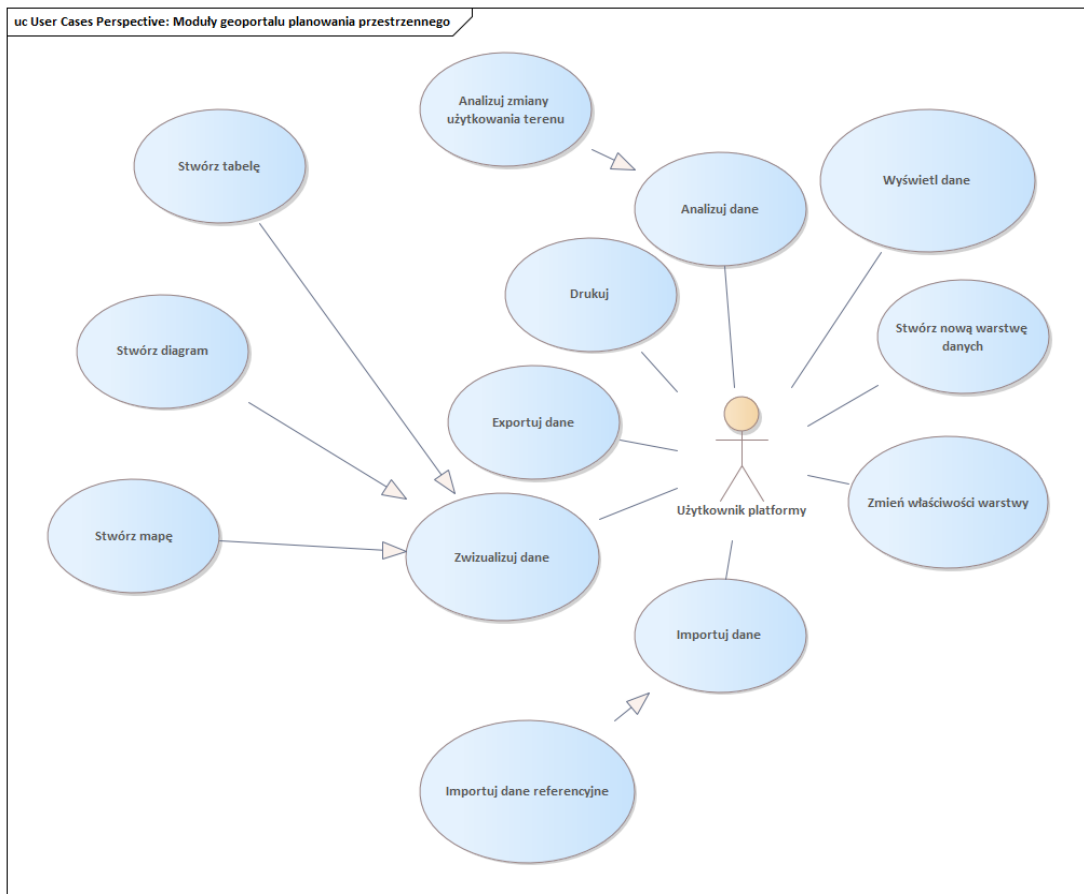 uc User Cases Perspective: Moduły geoportalu planowania przestrzennego
Analizuj zmiany
użytkowania terenu
Stwórz tabelę
Analizuj dane
Wyświetl dane
Drukuj
Stwórz nową warstwę
danych
Stwórz diagram
Exportuj dane
Zmień właściwości warstwy
Użytkownik platformy
Stwórz mapę
Zwizualizuj dane
Importuj dane
Importuj dane referencyjne